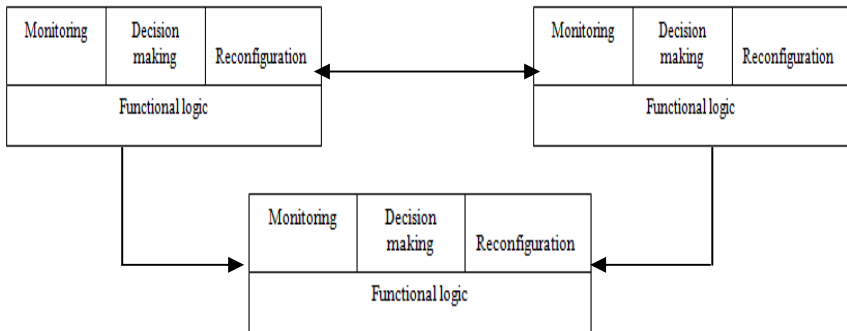 Monitoring
Decision
making
Reconfiguration
Functional logic
Monitoring
Decision
making
Reconfiguration
Functional logic
Monitoring
Decision
making
Reconfiguration
Functional logic